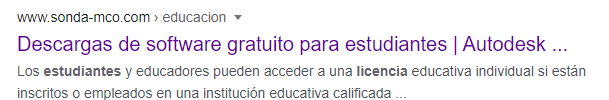 www.sonda-mco.com › educacion ▼
Descargas de software gratuito para estudiantes | Autodesk ...
Los estudiantes y educadores pueden acceder a una licencia educativa individual si están
inscritos o empleados en una institución educativa calificada ...